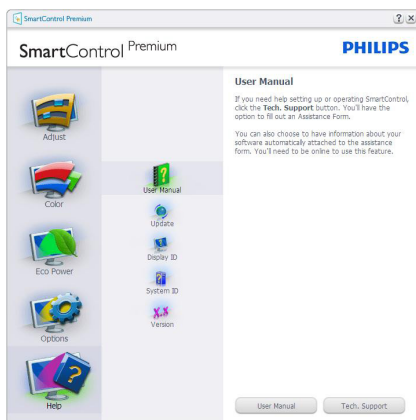 SmartControl Premium
SmartControl Premium
PHILIPS
Adjust
Color
Eco Power
Options
Help
User Manual
Update
Display ID
System ID
X.X
Version
User Manual
If you need help setting up or operating SmartControl,
click the Tech. Support button. You'll have the
option to fill out an Assistance Form.
You can also choose to have information about your
software automatically attached to the assistance
form. You'll need to be online to use this feature.
User Manual
Tech. Support